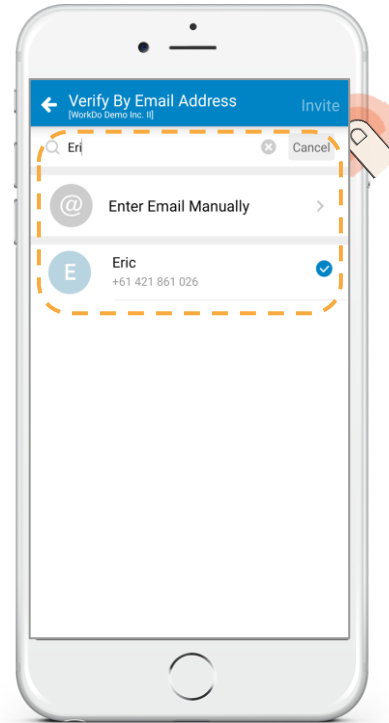 Verify By Email Address
[WorkDo Demo Inc. II]
Invite
Eri
Cancel
@
Enter Email Manually
E
Eric
+61 421 861 026